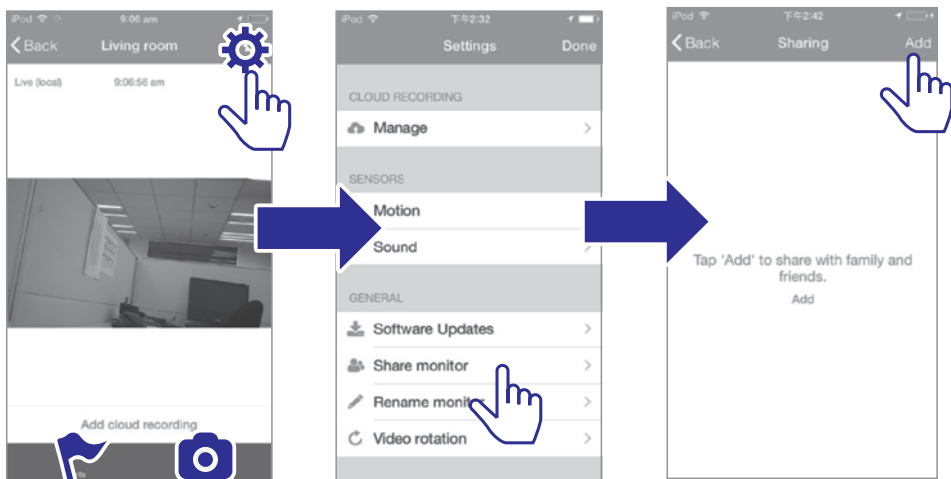 iPod 9:06 am
Back Living room
Live (local) 9:06:56 am
Add cloud recording
iPod 下午2:32
Settings Done
CLOUD RECORDING
Manage
SENSORS
Motion
Sound
GENERAL
Software Updates
Share monitor
Rename monitor
Video rotation
iPod 下午2:42
Back Sharing Add
Tap 'Add' to share with family and
friends.
Add